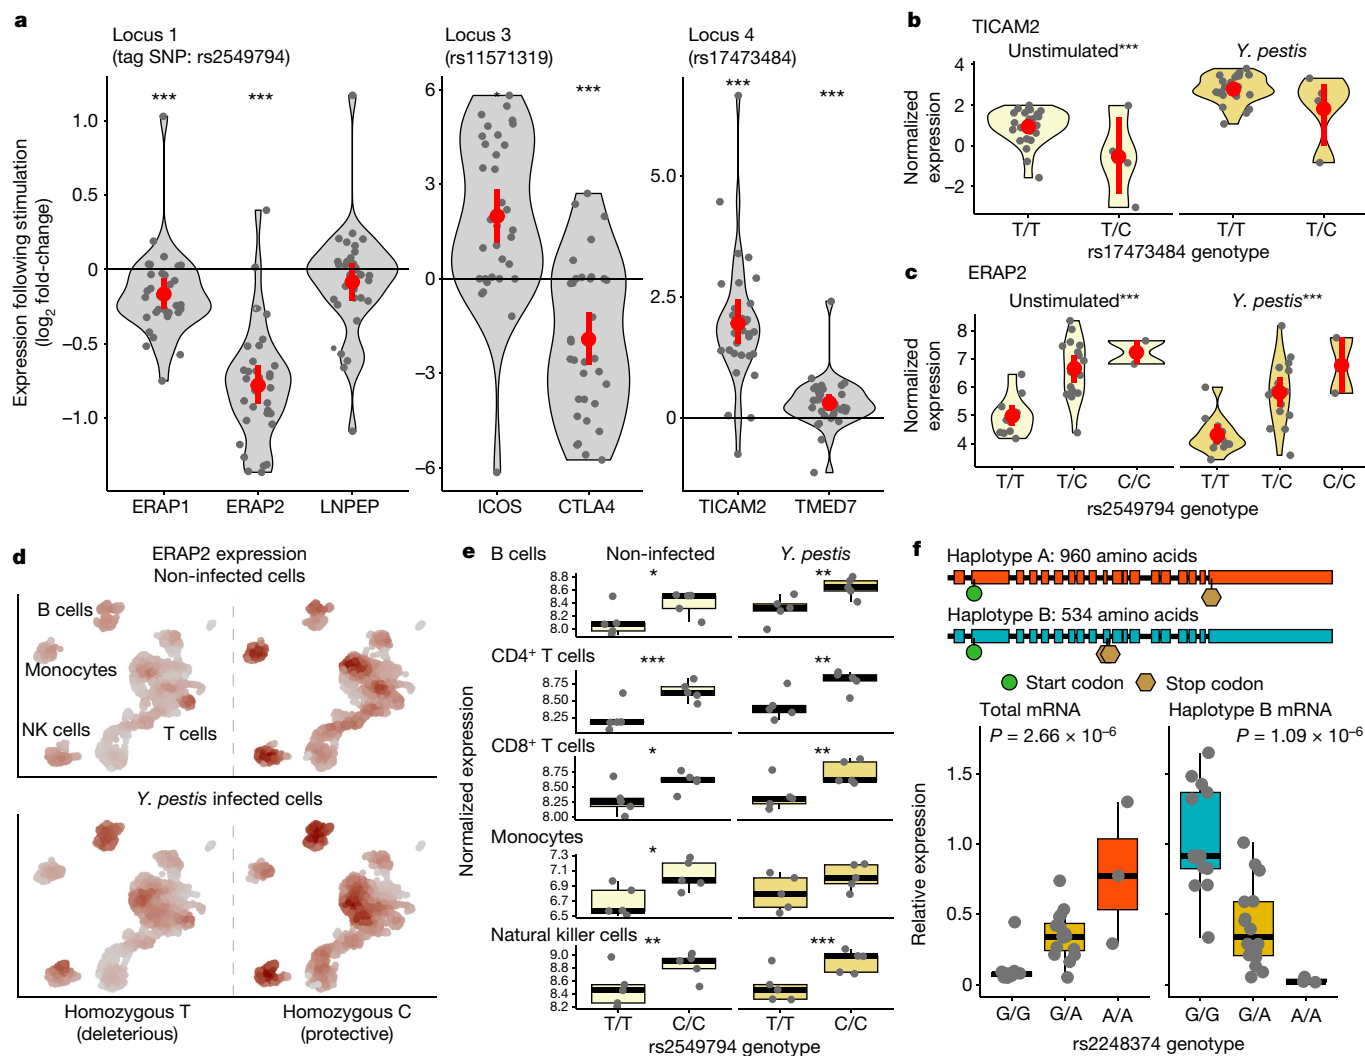 a
Locus 1
(tag SNP: rs2549794)
Locus 3
(rs11571319)
Locus 4
(rs17473484)
Expression following stimulation
(log2 fold-change)
1.0
0.5
0
–0.5
–1.0
***
***
ERAP1
ERAP2
LNPEP
6
3
0
–3
–6
*
***
ICOS
CTLA4
5.0
2.5
0
***
***
TICAM2
TMED7
b
TICAM2
Unstimulated***
Y. pestis
Normalized
expression
4
2
0
–2
T/T
T/C
T/T
T/C
rs17473484 genotype
c
ERAP2
Unstimulated***
Y. pestis***
Normalized
expression
8
7
6
5
4
T/T
T/C
C/C
T/T
T/C
C/C
rs2549794 genotype
d
ERAP2 expression
Non-infected cells
B cells
Monocytes
NK cells
T cells
Y. pestis infected cells
Homozygous T
(deleterious)
Homozygous C
(protective)
e
B cells
Non-infected
Y. pestis
Normalized expression
8.8
8.6
8.4
8.2
8.0
*
**
CD4+ T cells
8.75
8.50
8.25
***
**
CD8+ T cells
8.75
8.50
8.25
8.00
*
**
Monocytes
7.3
7.1
6.9
6.7
6.5
*
Natural killer cells
9.0
8.8
8.6
8.4
8.2
**
***
T/T
C/C
T/T
C/C
rs2549794 genotype
f
Haplotype A: 960 amino acids
Haplotype B: 534 amino acids
Start codon
Stop codon
Total mRNA
P = 2.66 × 10–6
Haplotype B mRNA
P = 1.09 × 10–6
Relative expression
1.5
1.0
0.5
0
G/G
G/A
A/A
G/G
G/A
A/A
rs2248374 genotype